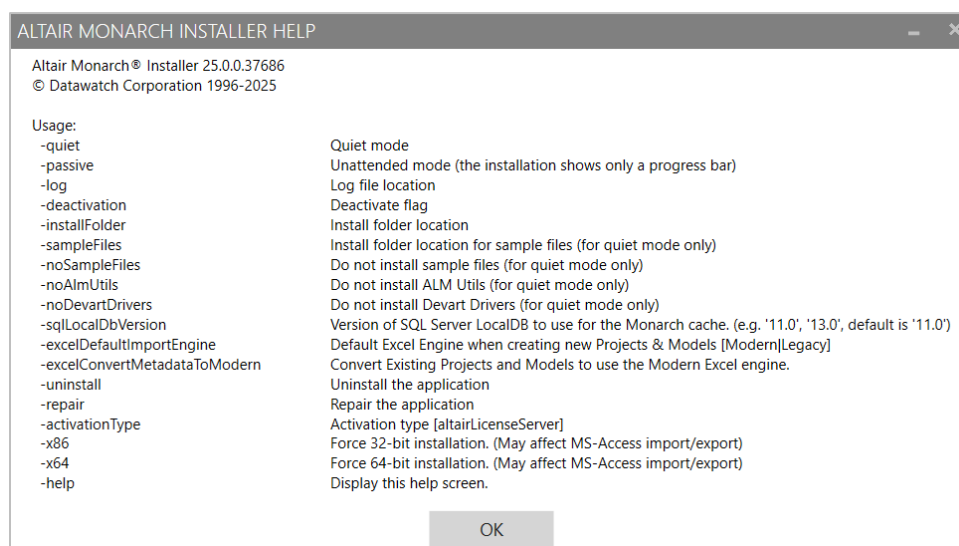 ALTAIR MONARCH INSTALLER HELP
Altair Monarch® Installer 25.0.0.37686
© Datawatch Corporation 1996-2025
Usage:
-quiet Quiet mode
-passive Unattended mode (the installation shows only a progress bar)
-log Log file location
-deactivation Deactivate flag
-installFolder Install folder location
-sampleFiles Install folder location for sample files (for quiet mode only)
-noSampleFiles Do not install sample files (for quiet mode only)
-noAlmUtils Do not install ALM Utils (for quiet mode only)
-noDevartDrivers Do not install Devart Drivers (for quiet mode only)
-sqlLocalDbVersion Version of SQL Server LocalDB to use for the Monarch cache. (e.g. '11.0', '13.0', default is '11.0')
-excelDefaultImportEngine Default Excel Engine when creating new Projects & Models [Modern|Legacy]
-excelConvertMetadataToModern Convert Existing Projects and Models to use the Modern Excel engine.
-uninstall Uninstall the application
-repair Repair the application
-activationType Activation type [altairLicenseServer]
-x86 Force 32-bit installation. (May affect MS-Access import/export)
-x64 Force 64-bit installation. (May affect MS-Access import/export)
-help Display this help screen.
OK